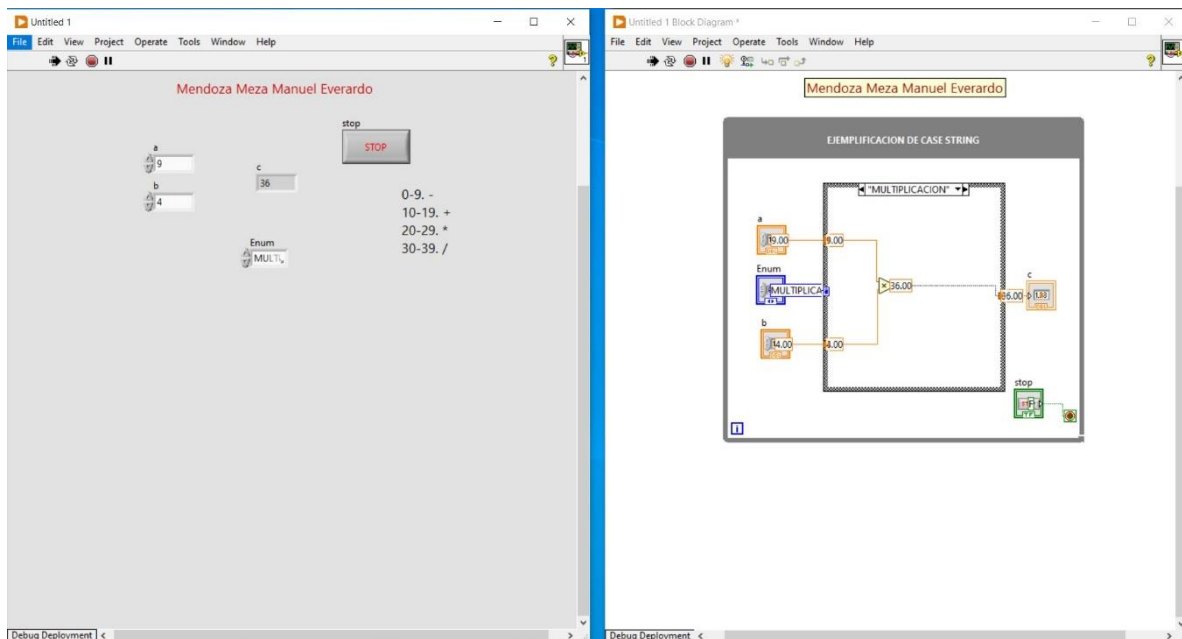 Untitled 1
File Edit View Project Operate Tools Window Help
Mendoza Meza Manuel Everardo
stop
STOP
a
9
c
36
b
4
0-9. -
10-19. +
20-29. *
30-39. /
Enum
MULTI
Debug Deployment
Untitled 1 Block Diagram *
File Edit View Project Operate Tools Window Help
Mendoza Meza Manuel Everardo
EJEMPLIFICACION DE CASE STRING
"MULTIPLICACION"
a
9.00
9.00
Enum
MULTIPLICA
36.00
c
36.00
1.23
b
4.00
4.00
stop
i
Debug Deployment